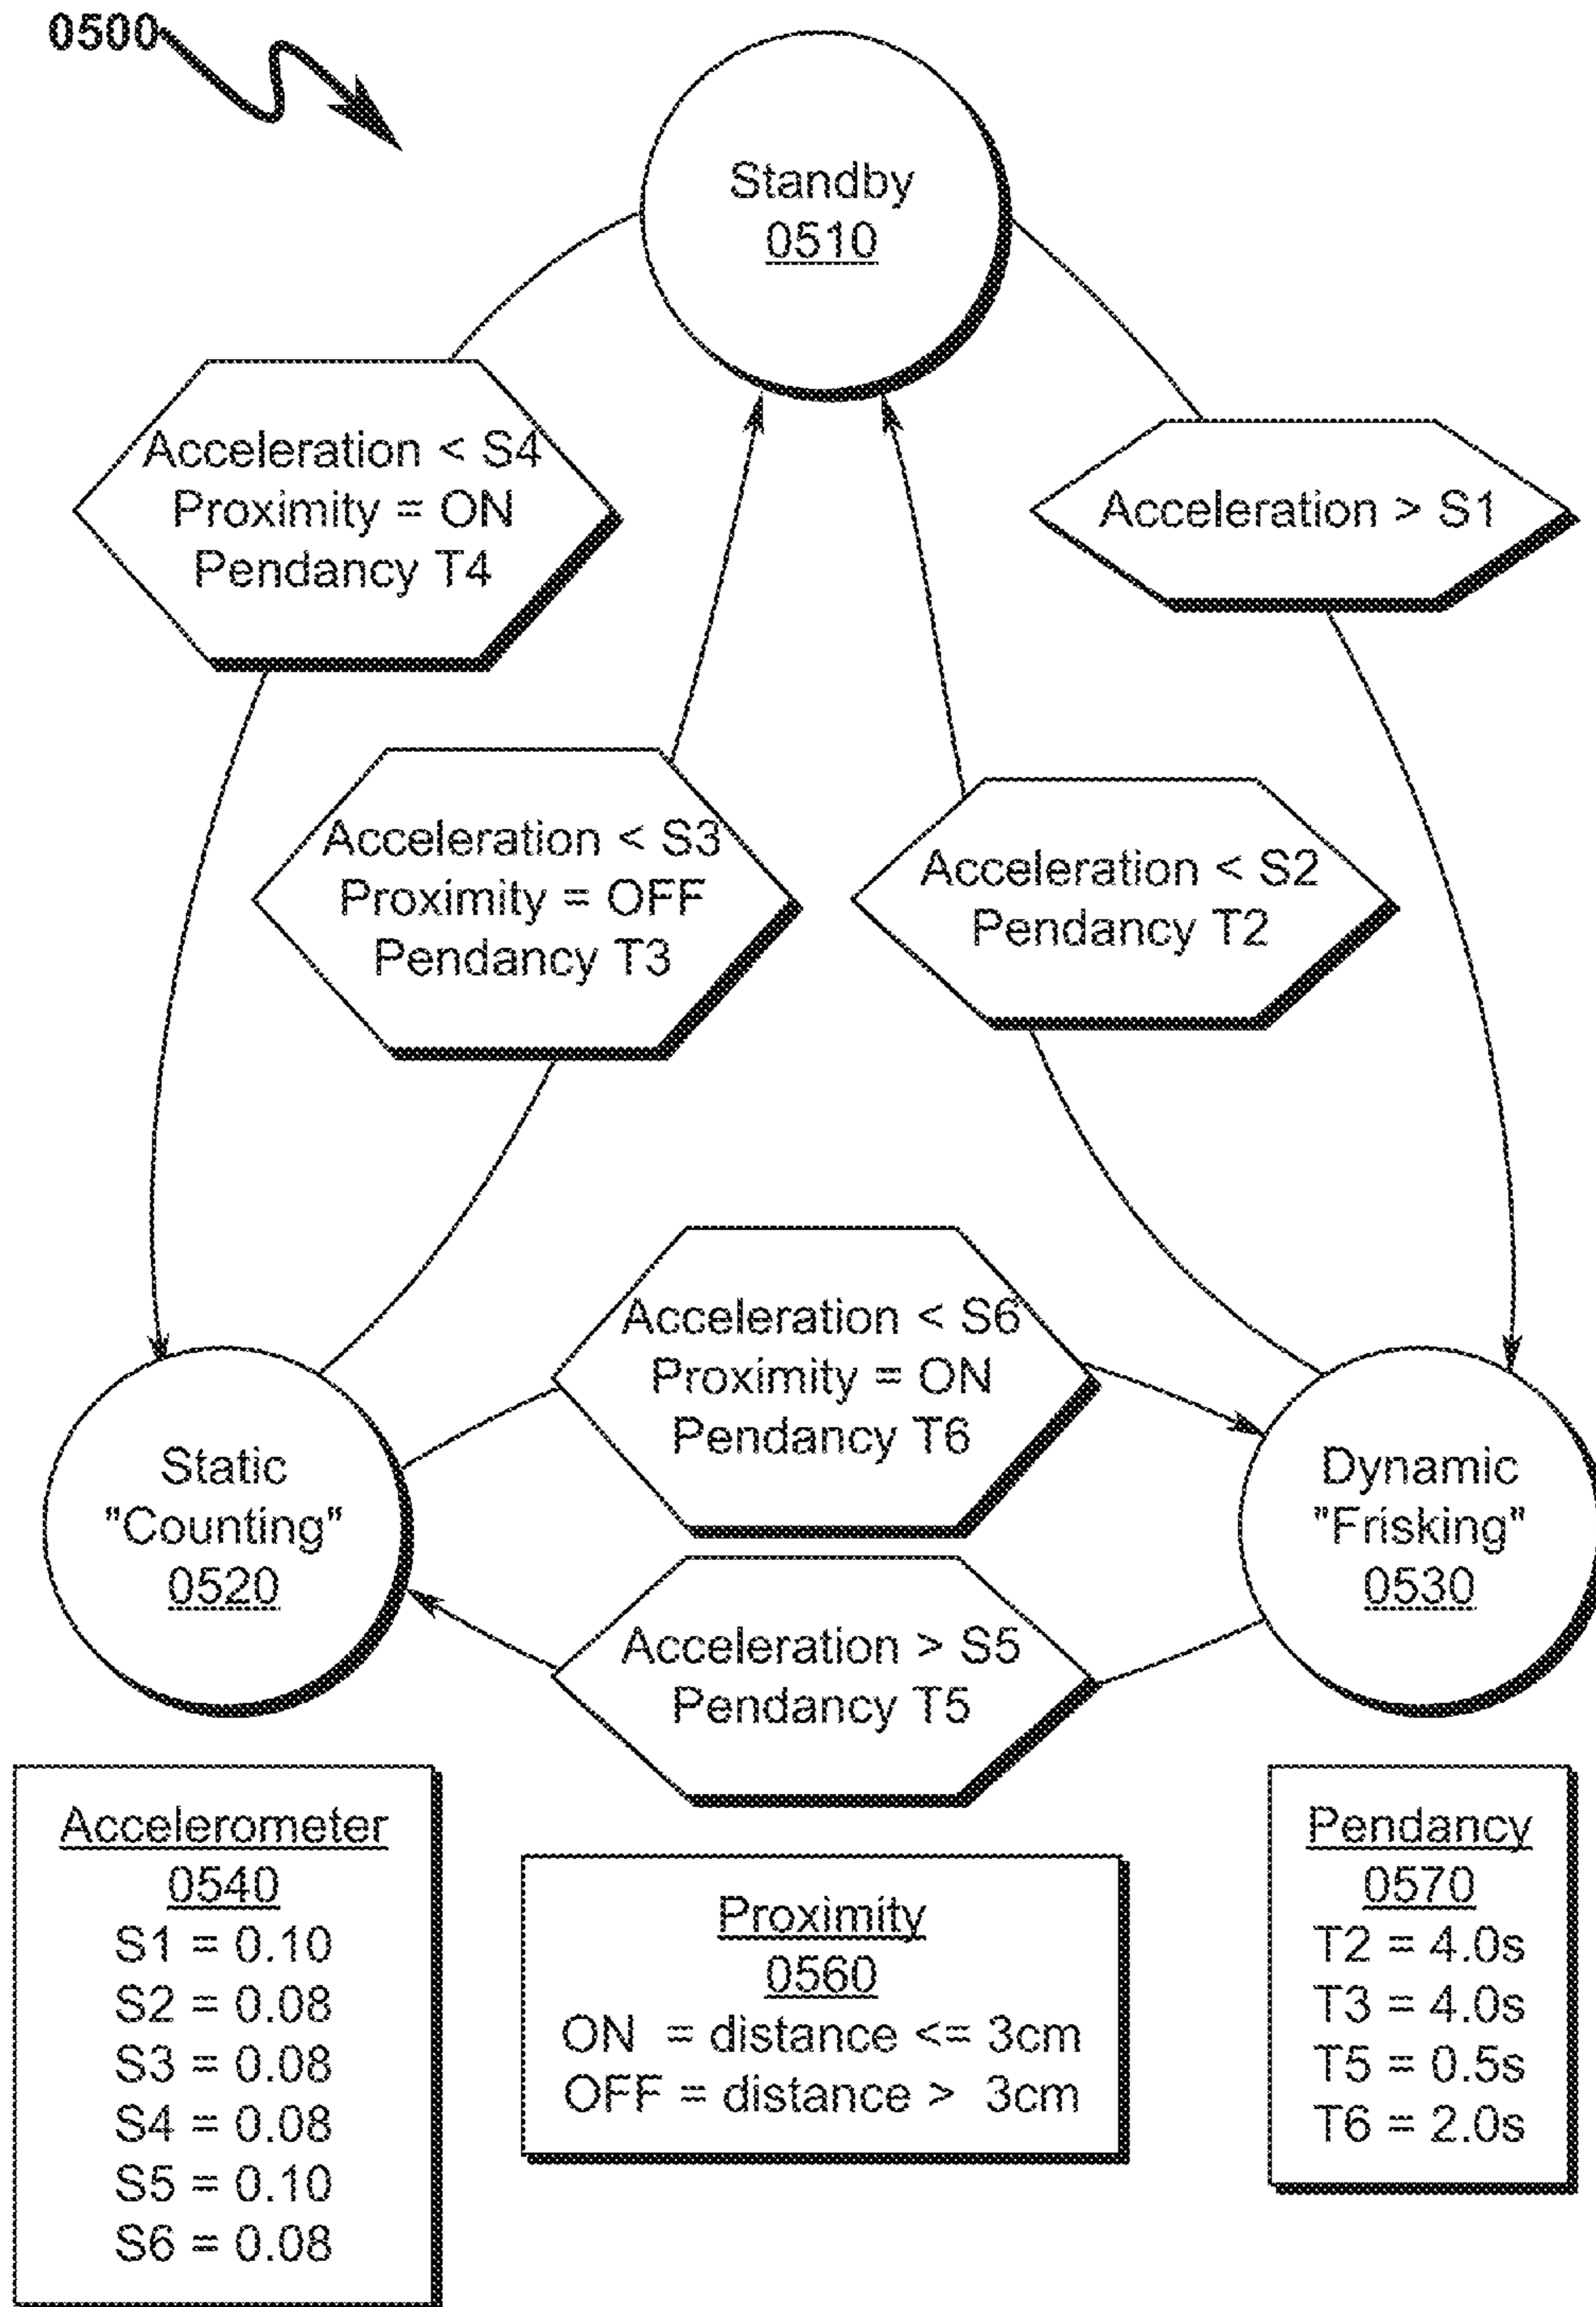 0500
Standby
0510
Acceleration < S4
Proximity = ON
Pendancy T4
Acceleration > S1
Acceleration < S3
Proximity = OFF
Pendancy T3
Acceleration < S2
Pendancy T2
Acceleration < S6
Proximity = ON
Pendancy T6
Static
"Counting"
0520
Dynamic
"Frisking"
0530
Acceleration > S5
Pendancy T5
Accelerometer
0540
S1 = 0.10
S2 = 0.08
S3 = 0.08
S4 = 0.08
S5 = 0.10
S6 = 0.08
Proximity
0560
ON = distance <= 3cm
OFF = distance > 3cm
Pendancy
0570
T2 = 4.0s
T3 = 4.0s
T5 = 0.5s
T6 = 2.0s